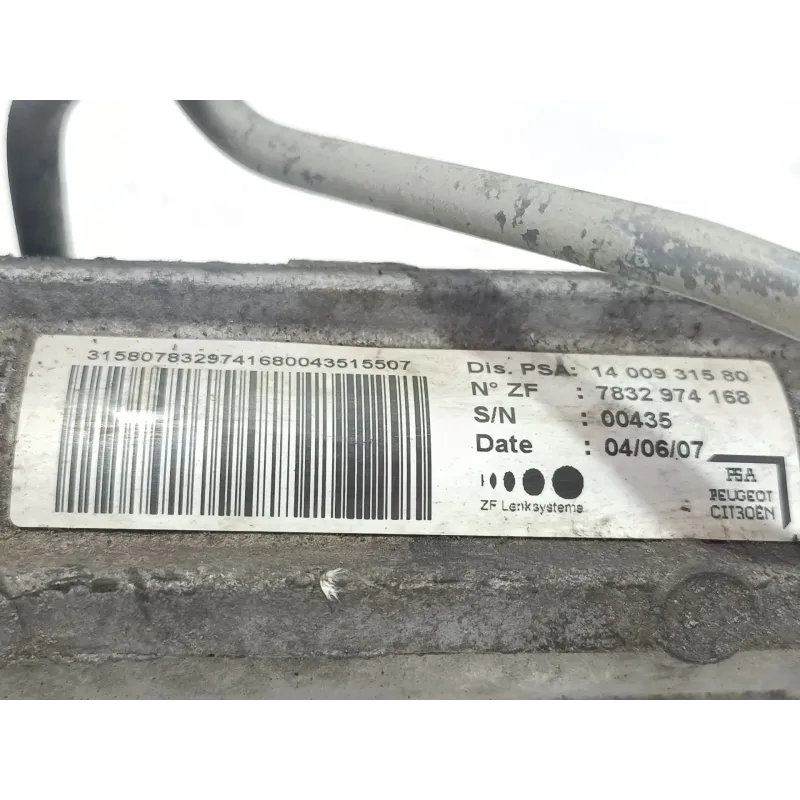 3158078329741680043515507
Dis. PSA: 14 009 315 80
N° ZF : 7832 974 168
S/N : 00435
Date : 04/06/07
ZF Lenksysteme
PSA
PEUGEOT
CITROËN